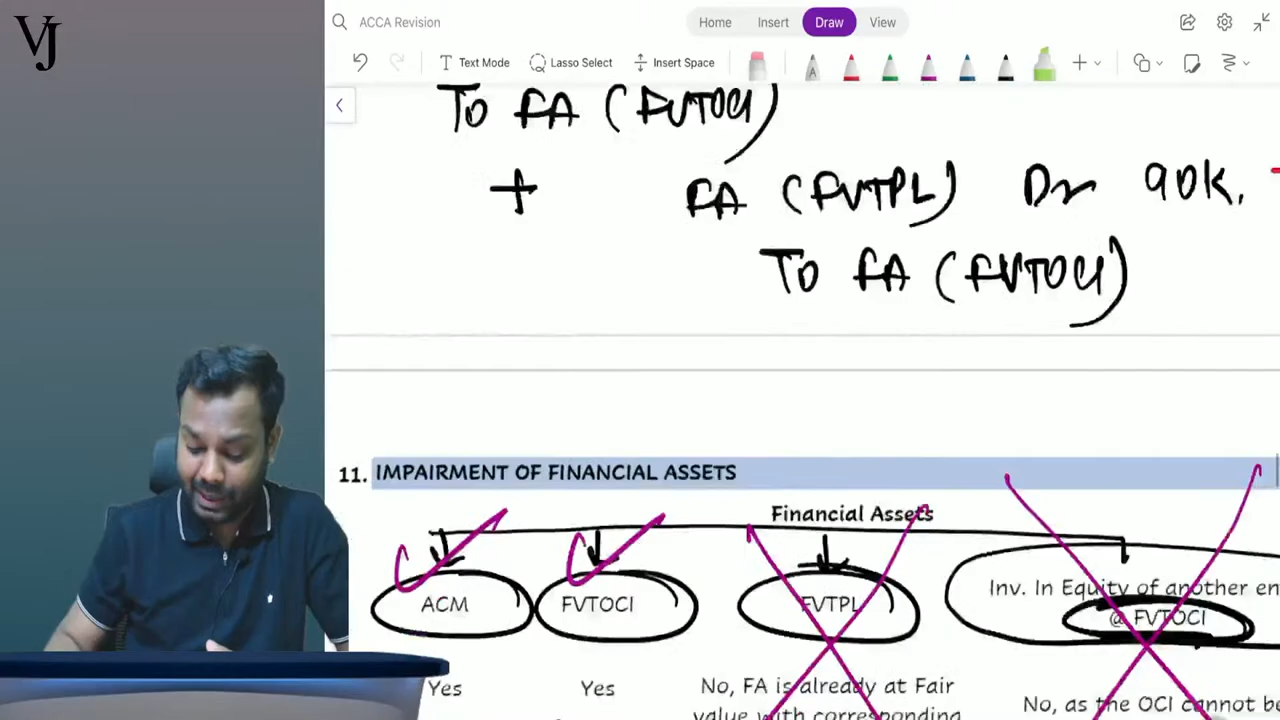 VJ
ACCA Revision
Home Insert Draw View
Text Mode Lasso Select Insert Space
To FA (FVTOCI)
+ FA (FVTPL) Dr 90K.
To FA (FVTOCI)
11. IMPAIRMENT OF FINANCIAL ASSETS
Financial Assets
ACM FVTOCI FVTPL Inv. In Equity of another en
@ FVTOCI
Yes Yes No, FA is already at Fair
value with corresponding
No, as the OCI cannot be